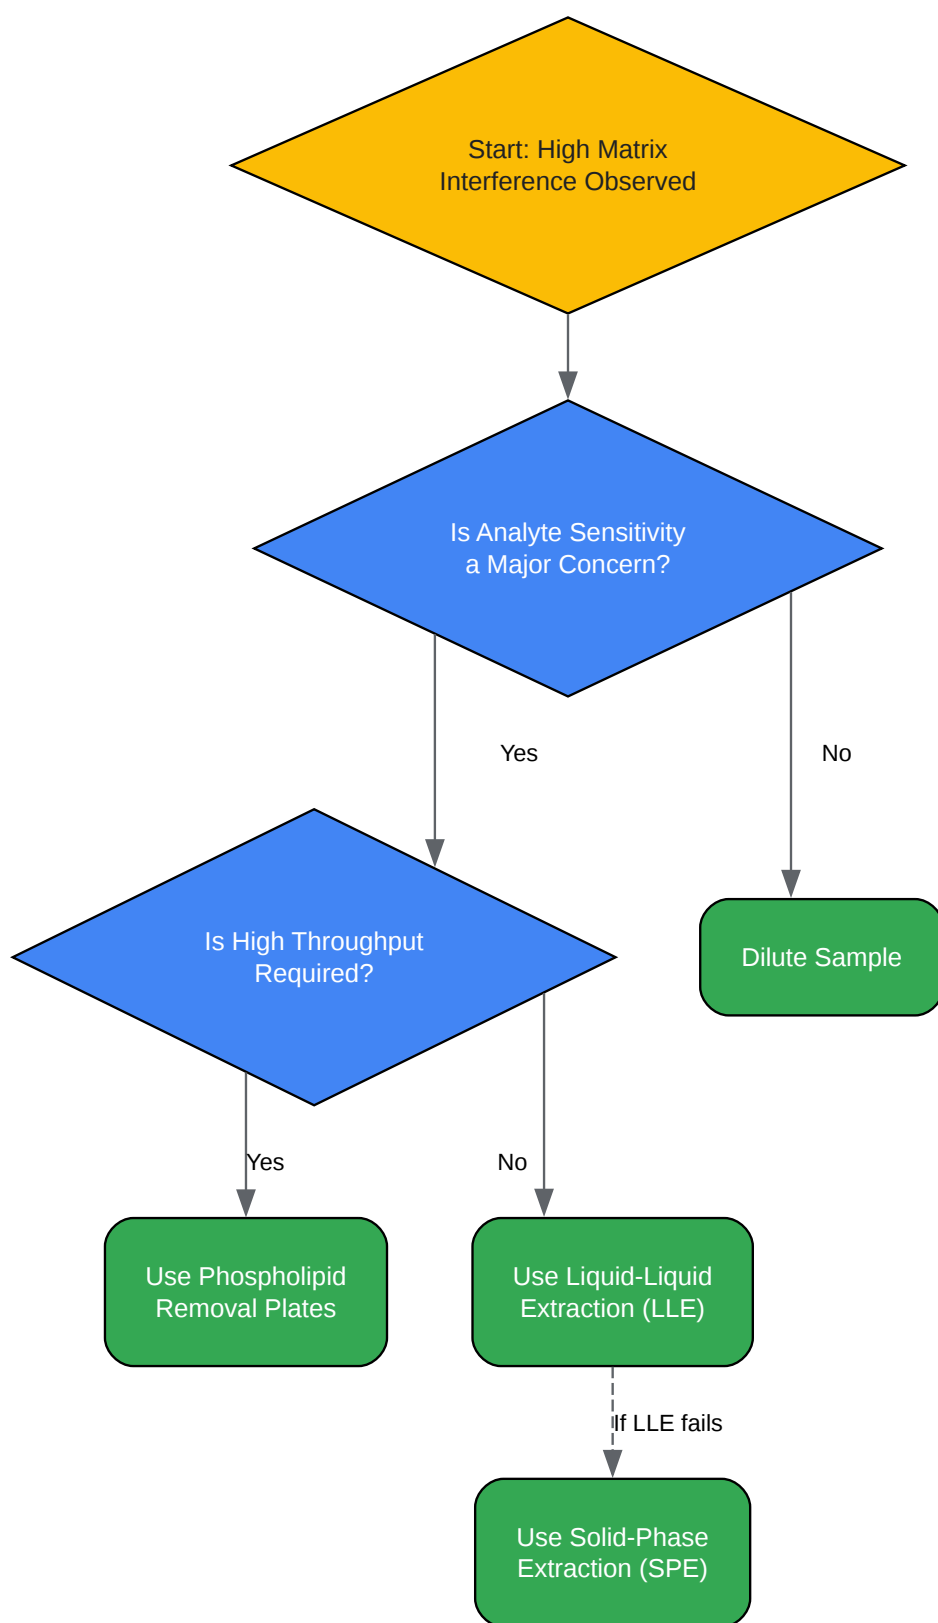 Start: High Matrix
Interference Observed
Is Analyte Sensitivity
a Major Concern?
Yes
No
Is High Throughput
Required?
Dilute Sample
Yes
No
Use Phospholipid
Removal Plates
Use Liquid-Liquid
Extraction (LLE)
If LLE fails
Use Solid-Phase
Extraction (SPE)